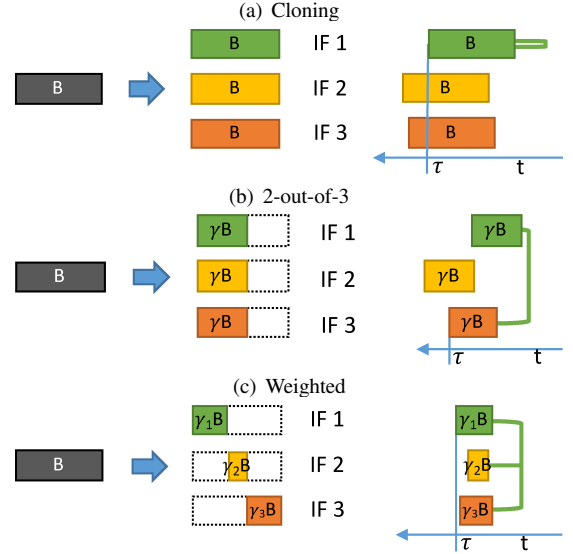 (a) Cloning
B
B IF 1 B
B IF 2 B
B IF 3 B
τ t
(b) 2-out-of-3
B
γB IF 1 γB
γB IF 2 γB
γB IF 3 γB
τ t
(c) Weighted
B
γ₁B IF 1 γ₁B
γ₂B IF 2 γ₂B
γ₃B IF 3 γ₃B
τ t